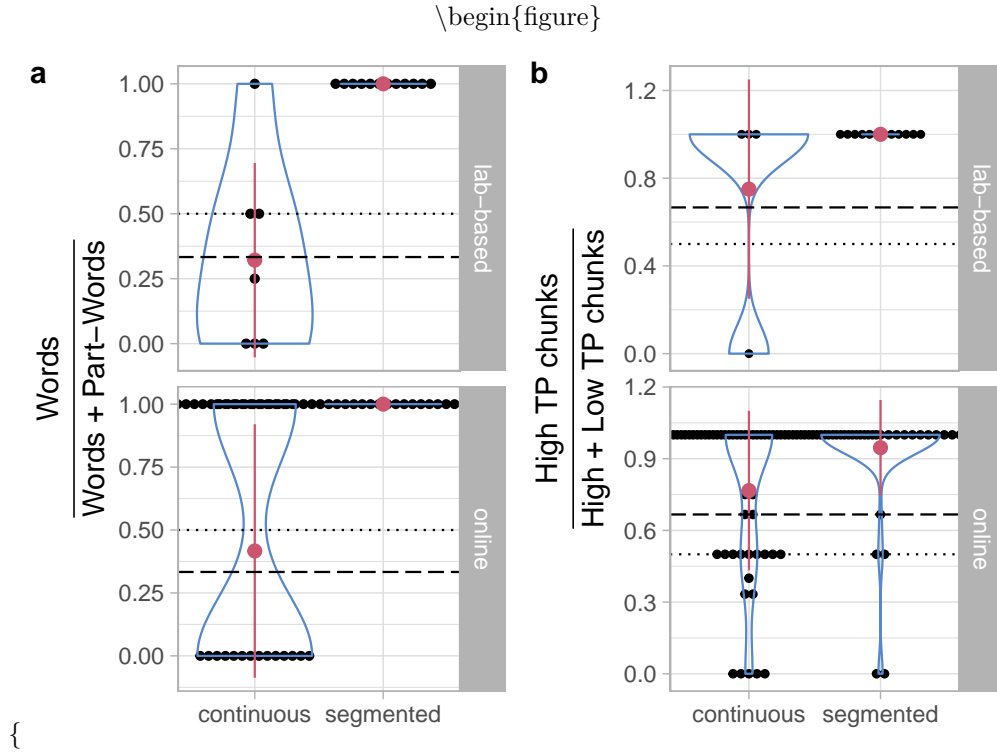 \begin{figure}
a
Words
Words + Part−Words
1.00
0.75
0.50
0.25
0.00
lab−based
1.00
0.75
0.50
0.25
0.00
online
continuous
segmented
b
High TP chunks
High + Low TP chunks
1.2
0.8
0.4
0.0
lab−based
1.2
0.9
0.6
0.3
0.0
online
continuous
segmented
{